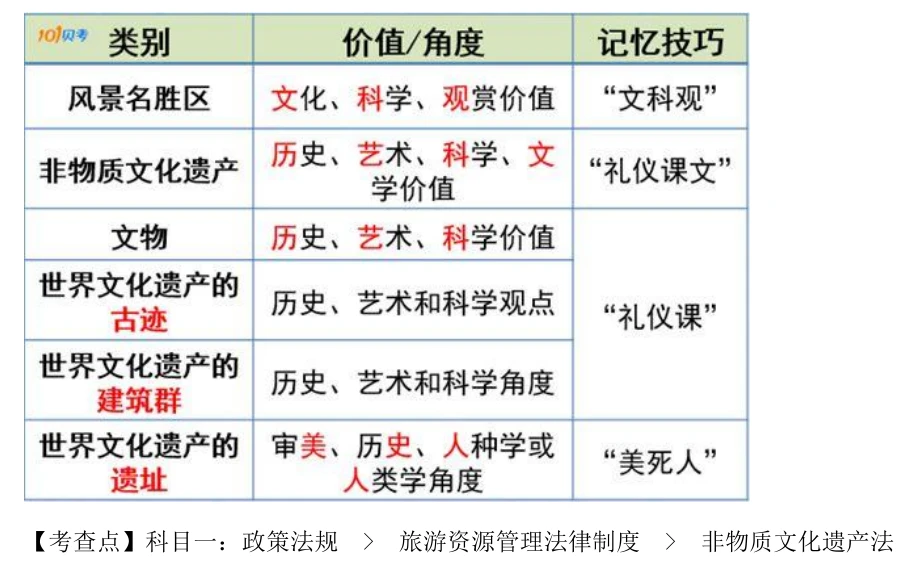 101贝考 类别 价值/角度 记忆技巧
风景名胜区 文化、科学、观赏价值 “文科观”
非物质文化遗产 历史、艺术、科学、文
学价值 “礼仪课文”
文物 历史、艺术、科学价值
世界文化遗产的
古迹 历史、艺术和科学观点
“礼仪课”
世界文化遗产的
建筑群 历史、艺术和科学角度
世界文化遗产的
遗址 审美、历史、人种学或
人类学角度 “美死人”
【考查点】科目一：政策法规 > 旅游资源管理法律制度 > 非物质文化遗产法